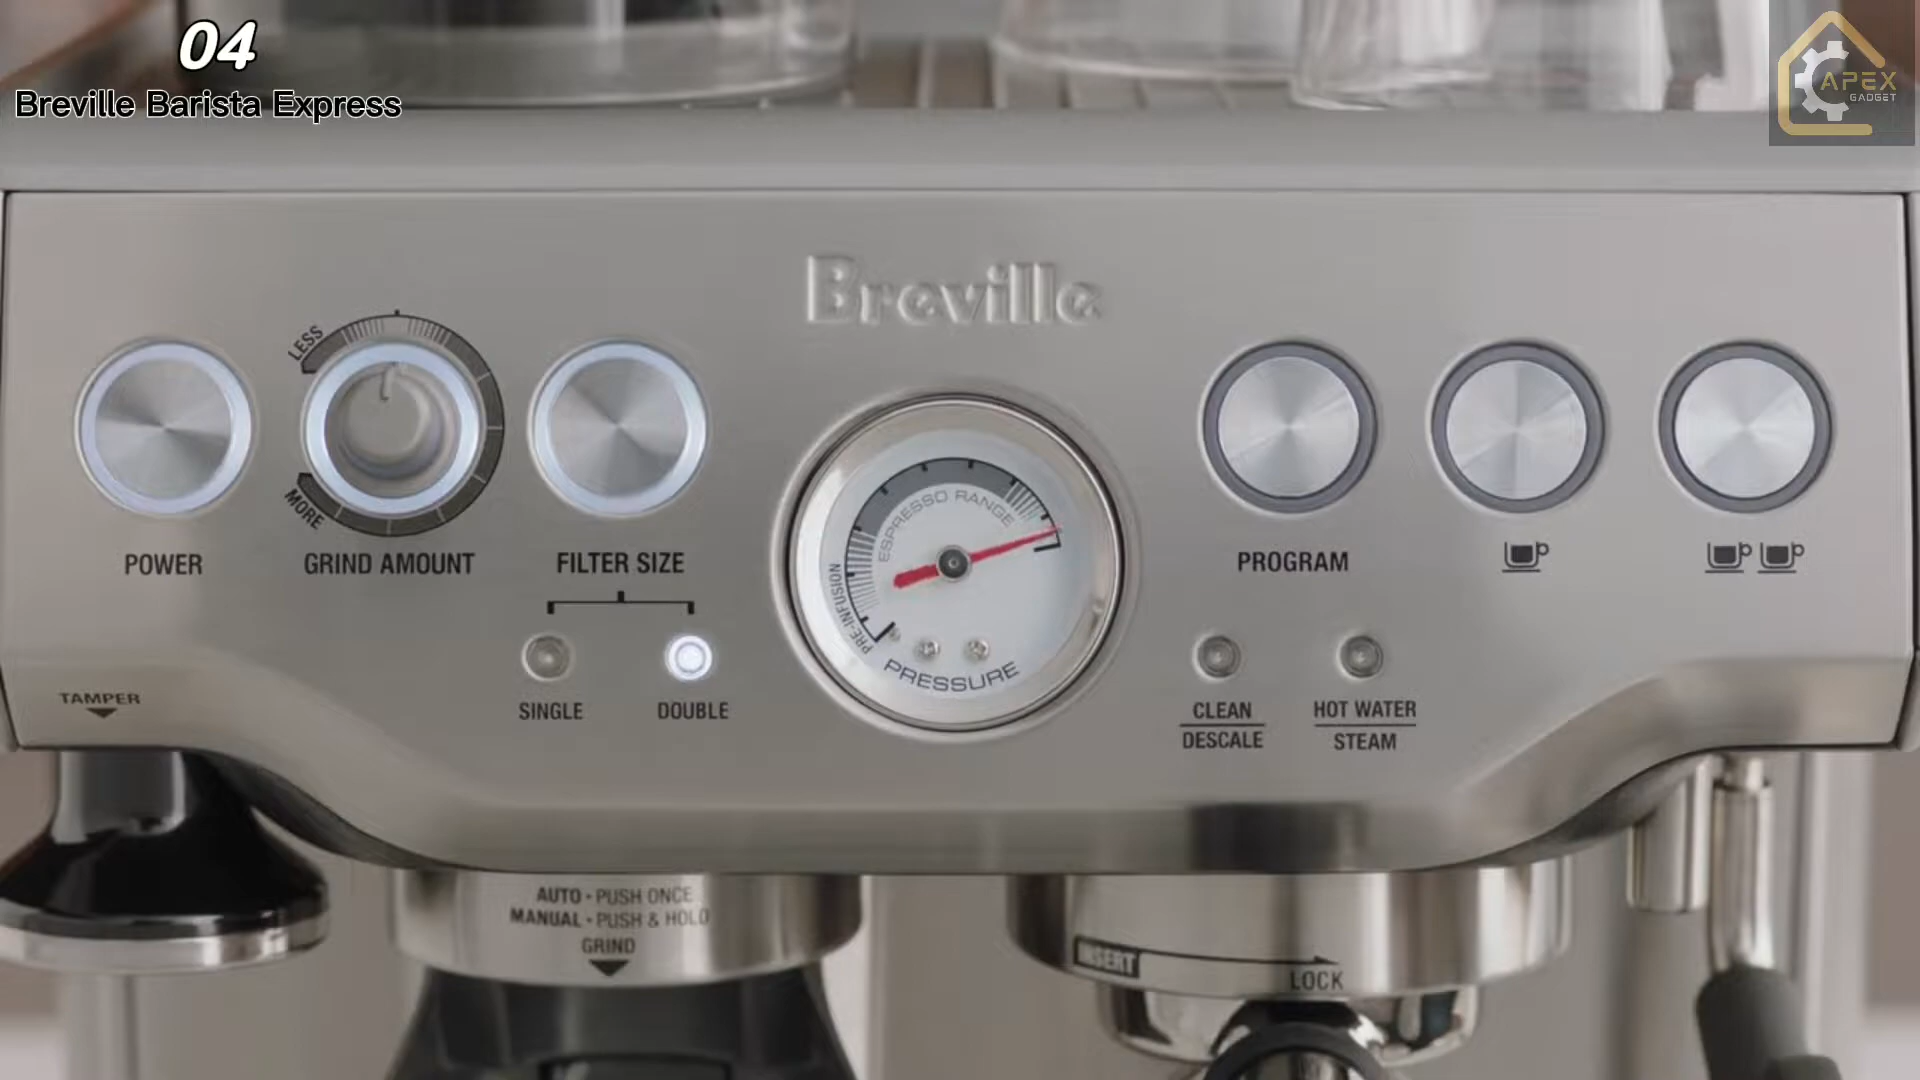 04
Breville Barista Express
APEX
GADGET
Breville
LESS
MORE
POWER
GRIND AMOUNT
FILTER SIZE
ESPRESSO RANGE
PRE-INFUSION
PRESSURE
PROGRAM
SINGLE
DOUBLE
CLEAN
DESCALE
HOT WATER
STEAM
TAMPER
AUTO • PUSH ONCE
MANUAL • PUSH & HOLD
GRIND
INSERT
LOCK